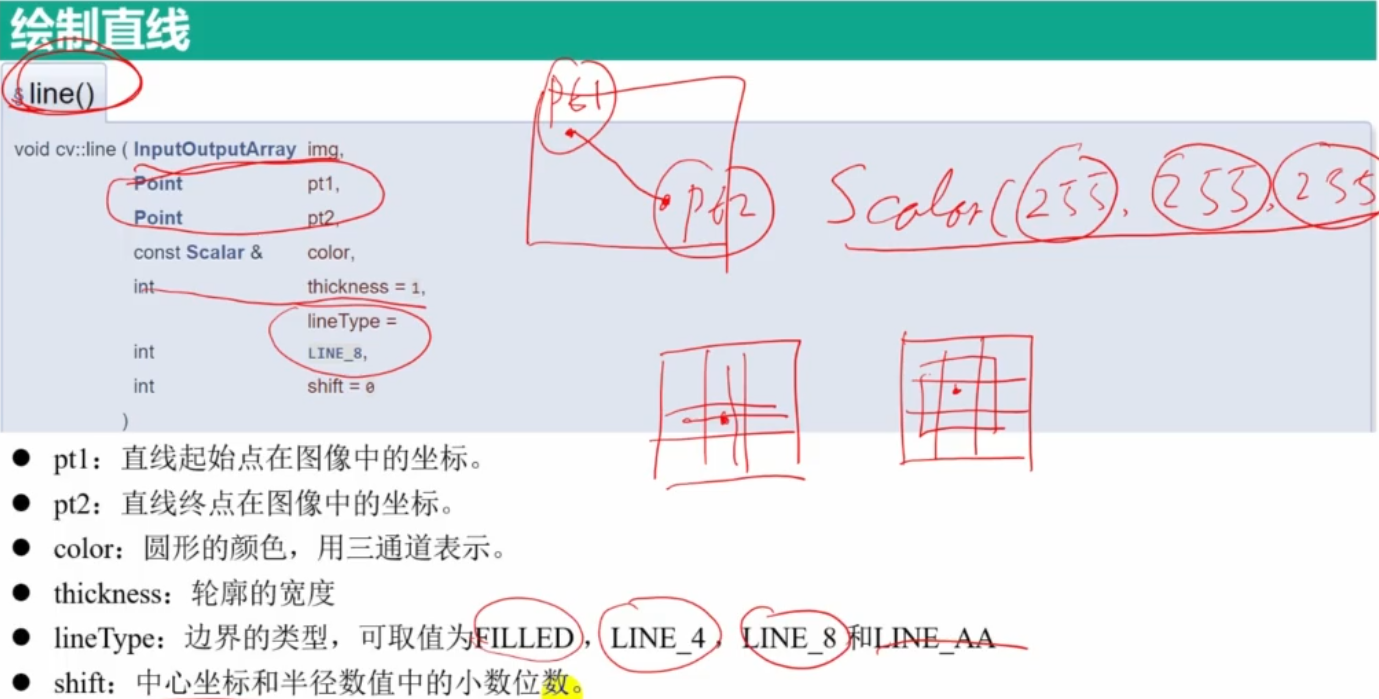 绘制直线
line()
void cv::line ( InputOutputArray img,
Point pt1,
Point pt2,
const Scalar & color,
int thickness = 1,
lineType =
int LINE_8,
int shift = 0
)
pt1
pt2
Scalor(255, 255, 255
● pt1：直线起始点在图像中的坐标。
● pt2：直线终点在图像中的坐标。
● color：圆形的颜色，用三通道表示。
● thickness：轮廓的宽度
● lineType：边界的类型，可取值为FILLED，LINE_4，LINE_8和LINE_AA
● shift：中心坐标和半径数值中的小数位数。